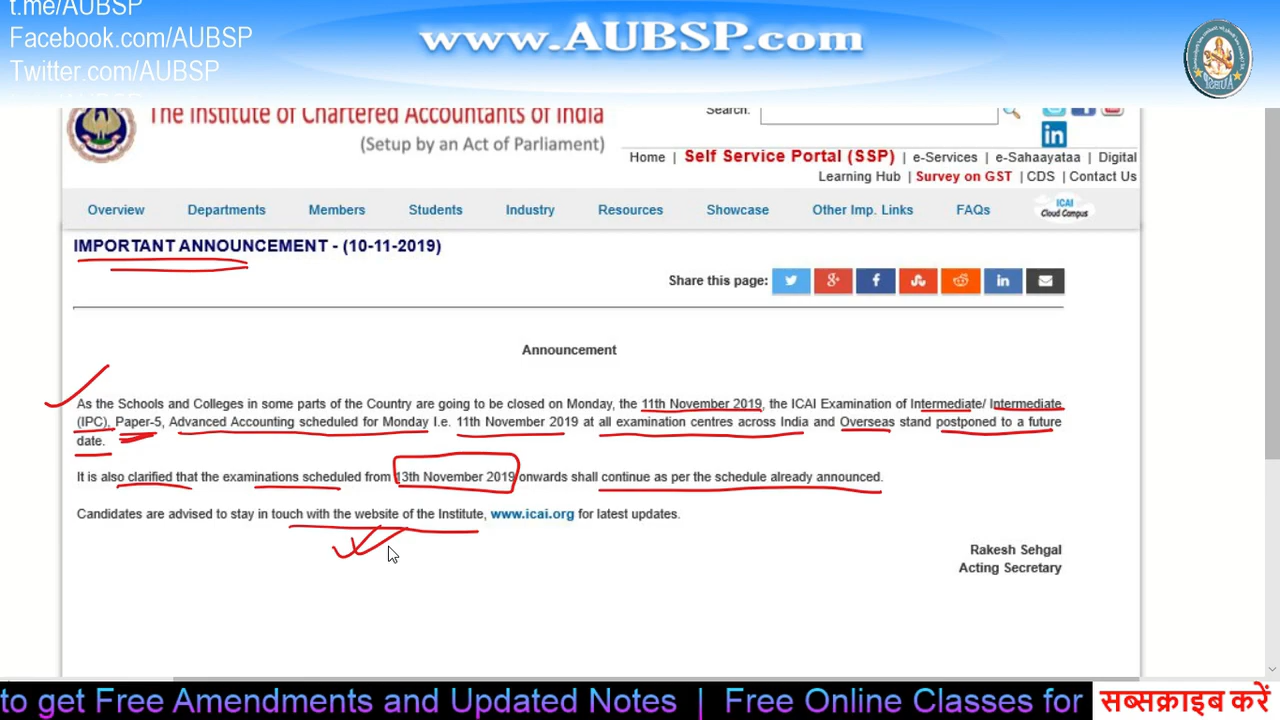 t.me/AUBSP
Facebook.com/AUBSP
Twitter.com/AUBSP
www.AUBSP.com
The Institute of Chartered Accountants of India
(Setup by an Act of Parliament)
Search:
Home | Self Service Portal (SSP) | e-Services | e-Sahaayataa | Digital
Learning Hub | Survey on GST | CDS | Contact Us
Overview Departments Members Students Industry Resources Showcase Other Imp. Links FAQs ICAI Cloud Campus
IMPORTANT ANNOUNCEMENT - (10-11-2019)
Share this page:
Announcement
As the Schools and Colleges in some parts of the Country are going to be closed on Monday, the 11th November 2019, the ICAI Examination of Intermediate/ Intermediate
(IPC), Paper-5, Advanced Accounting scheduled for Monday I.e. 11th November 2019 at all examination centres across India and Overseas stand postponed to a future
date.
It is also clarified that the examinations scheduled from 13th November 2019 onwards shall continue as per the schedule already announced.
Candidates are advised to stay in touch with the website of the Institute, www.icai.org for latest updates.
Rakesh Sehgal
Acting Secretary
to get Free Amendments and Updated Notes | Free Online Classes for
सब्सक्राइब करें